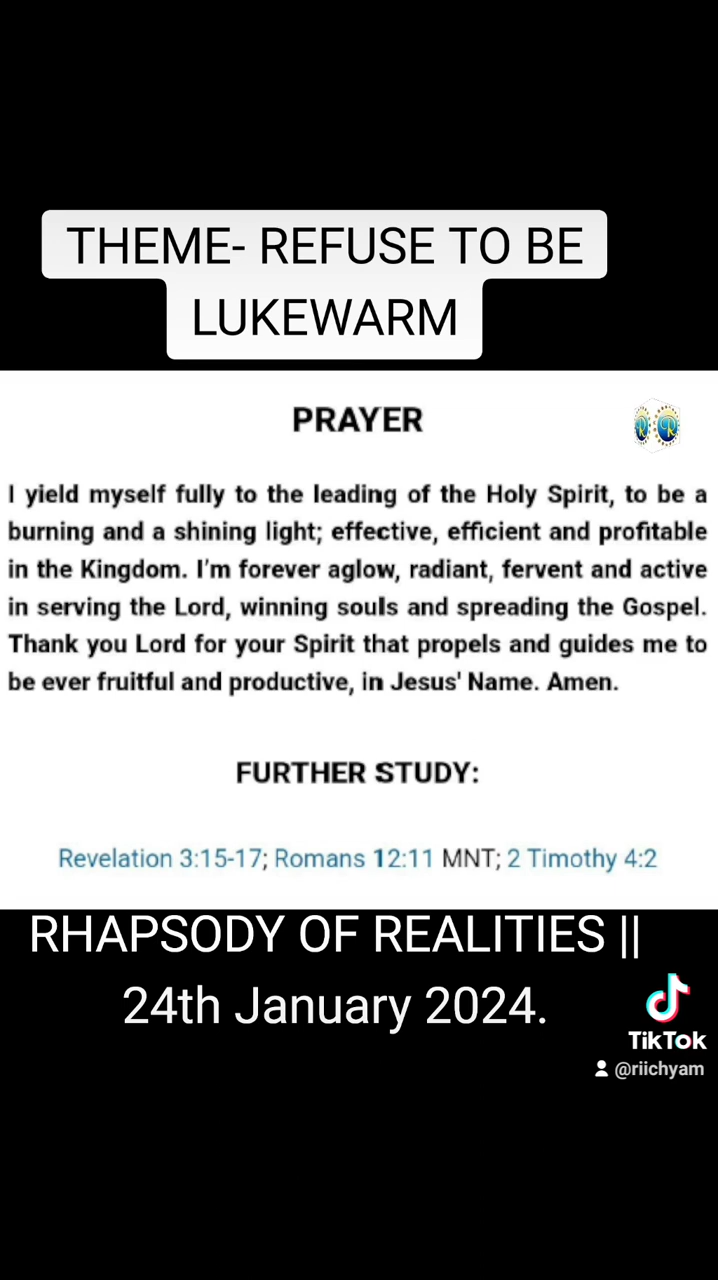 THEME- REFUSE TO BE
LUKEWARM
PRAYER
I yield myself fully to the leading of the Holy Spirit, to be a
burning and a shining light; effective, efficient and profitable
in the Kingdom. I'm forever aglow, radiant, fervent and active
in serving the Lord, winning souls and spreading the Gospel.
Thank you Lord for your Spirit that propels and guides me to
be ever fruitful and productive, in Jesus' Name. Amen.
FURTHER STUDY:
Revelation 3:15-17; Romans 12:11 MNT; 2 Timothy 4:2
RHAPSODY OF REALITIES ||
24th January 2024.
TikTok
@riichyam